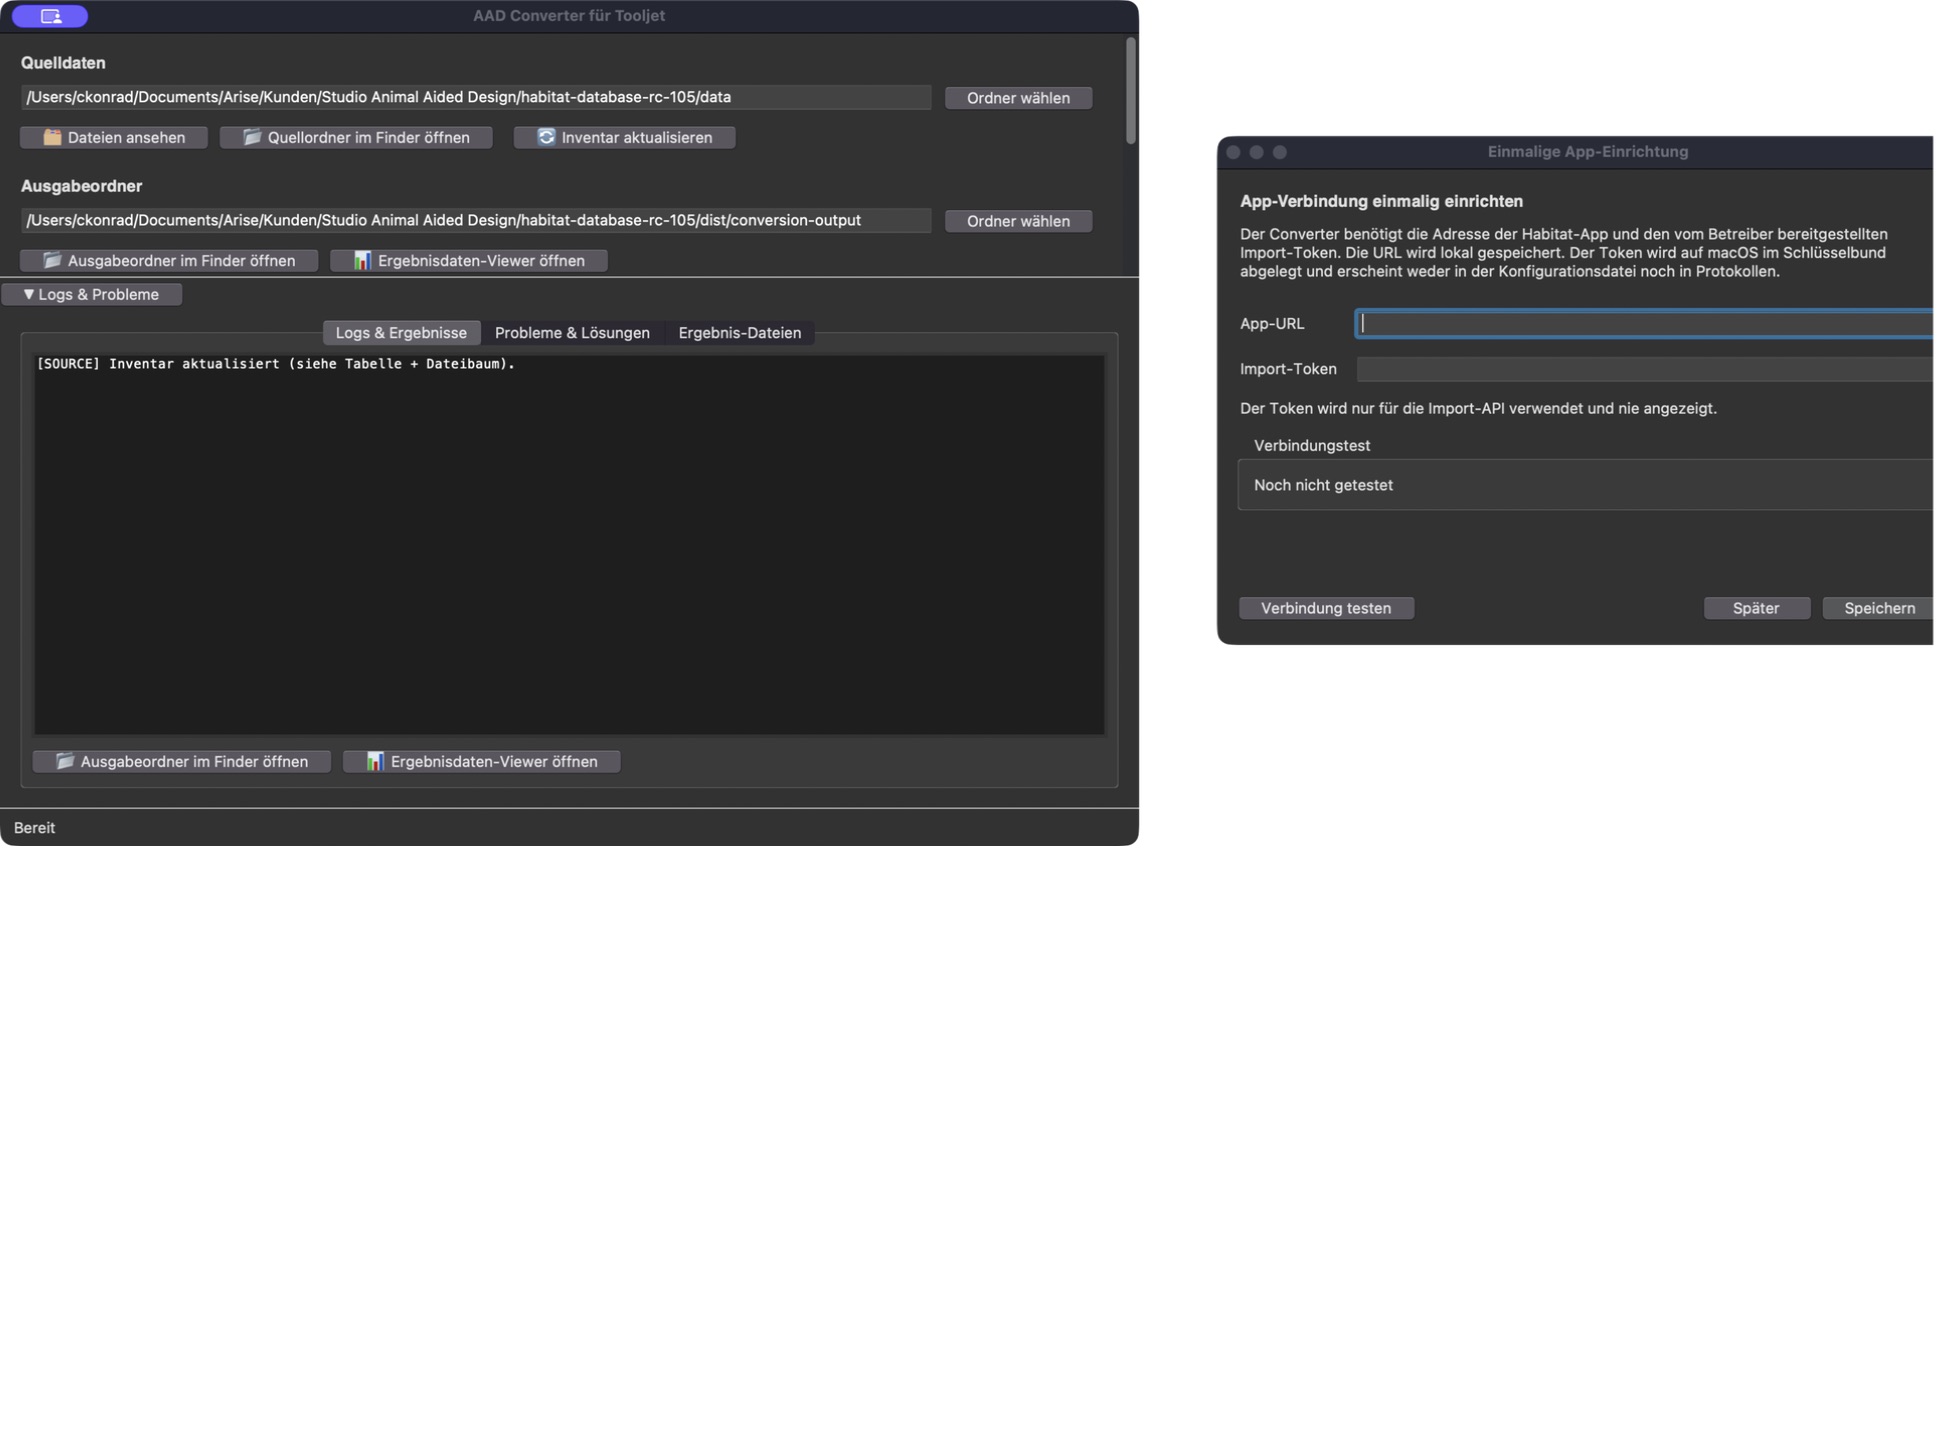 AAD Converter für Tooljet
Quelldaten
/Users/ckonrad/Documents/Arise/Kunden/Studio Animal Aided Design/habitat-database-rc-105/data
Ordner wählen
Dateien ansehen
Quellordner im Finder öffnen
Inventar aktualisieren
Ausgabeordner
/Users/ckonrad/Documents/Arise/Kunden/Studio Animal Aided Design/habitat-database-rc-105/dist/conversion-output
Ordner wählen
Ausgabeordner im Finder öffnen
Ergebnisdaten-Viewer öffnen
▼ Logs & Probleme
Logs & Ergebnisse
Probleme & Lösungen
Ergebnis-Dateien
[SOURCE] Inventar aktualisiert (siehe Tabelle + Dateibaum).
Ausgabeordner im Finder öffnen
Ergebnisdaten-Viewer öffnen
Bereit
Einmalige App-Einrichtung
App-Verbindung einmalig einrichten
Der Converter benötigt die Adresse der Habitat-App und den vom Betreiber bereitgestellten
Import-Token. Die URL wird lokal gespeichert. Der Token wird auf macOS im Schlüsselbund
abgelegt und erscheint weder in der Konfigurationsdatei noch in Protokollen.
App-URL
Import-Token
Der Token wird nur für die Import-API verwendet und nie angezeigt.
Verbindungstest
Noch nicht getestet
Verbindung testen
Später
Speichern